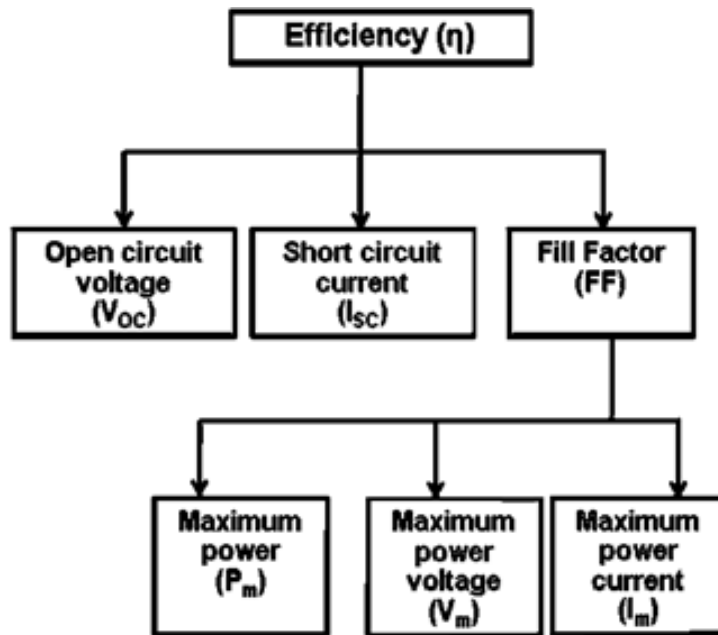 Efficiency (η)
Open circuit
voltage
(V_OC)
Short circuit
current
(I_SC)
Fill Factor
(FF)
Maximum
power
(P_m)
Maximum
power
voltage
(V_m)
Maximum
power
current
(I_m)